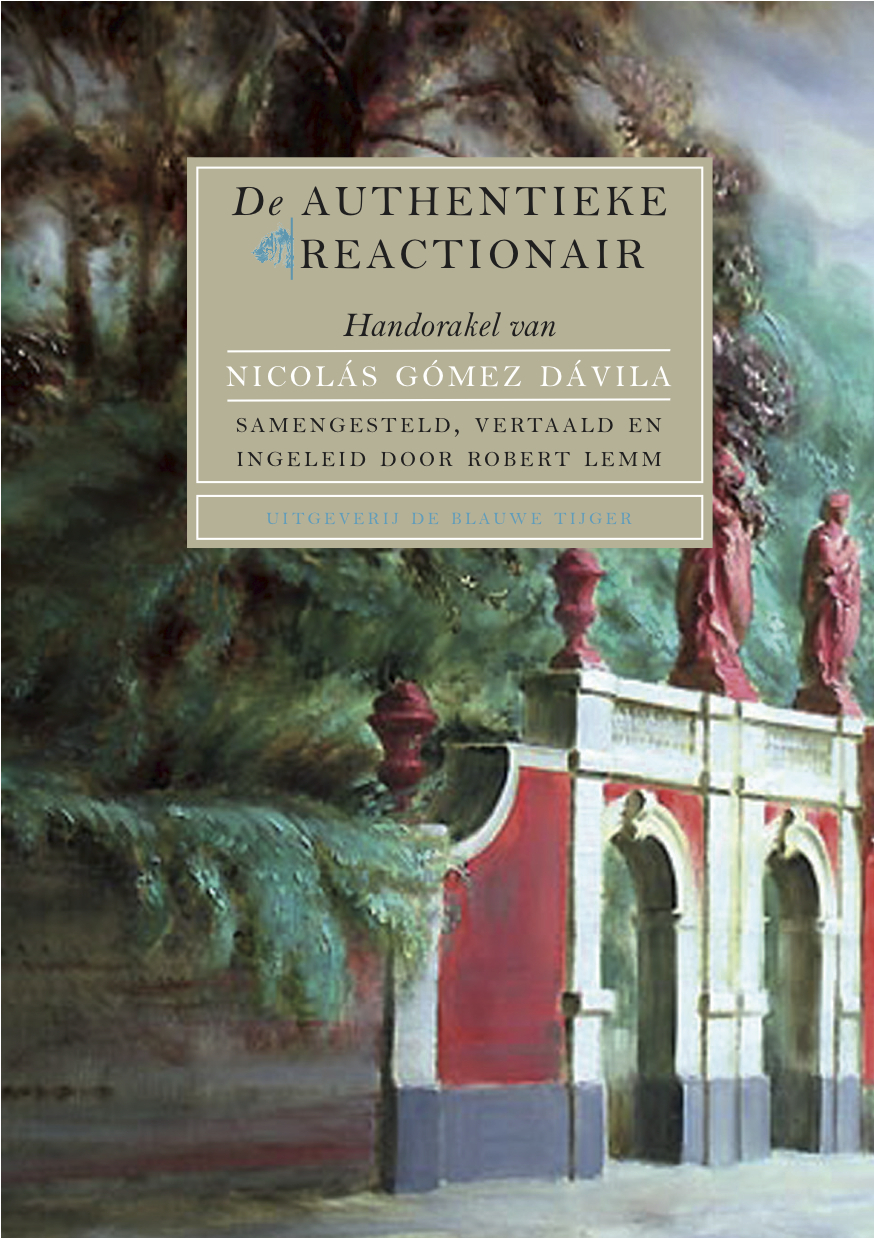 De AUTHENTIEKE
REACTIONAIR
Handorakel van
NICOLÁS GÓMEZ DÁVILA
SAMENGESTELD, VERTAALD EN
INGELEID DOOR ROBERT LEMM
UITGEVERIJ DE BLAUWE TIJGER